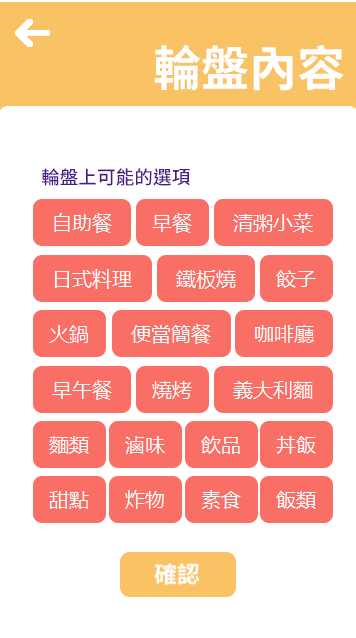 輪盤內容
輪盤上可能的選項
自助餐 早餐 清粥小菜
日式料理 鐵板燒 餃子
火鍋 便當簡餐 咖啡廳
早午餐 燒烤 義大利麵
麵類 滷味 飲品 丼飯
甜點 炸物 素食 飯類
確認